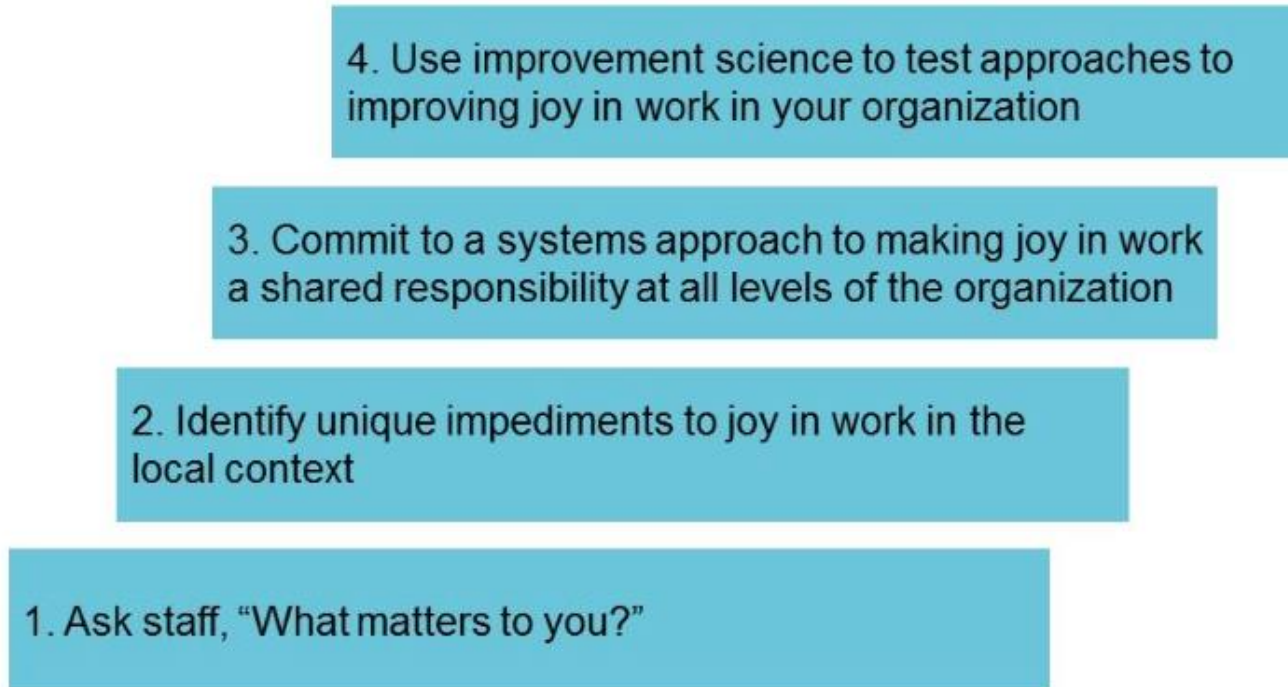 4. Use improvement science to test approaches to
improving joy in work in your organization
3. Commit to a systems approach to making joy in work
a shared responsibility at all levels of the organization
2. Identify unique impediments to joy in work in the
local context
1. Ask staff, “What matters to you?”